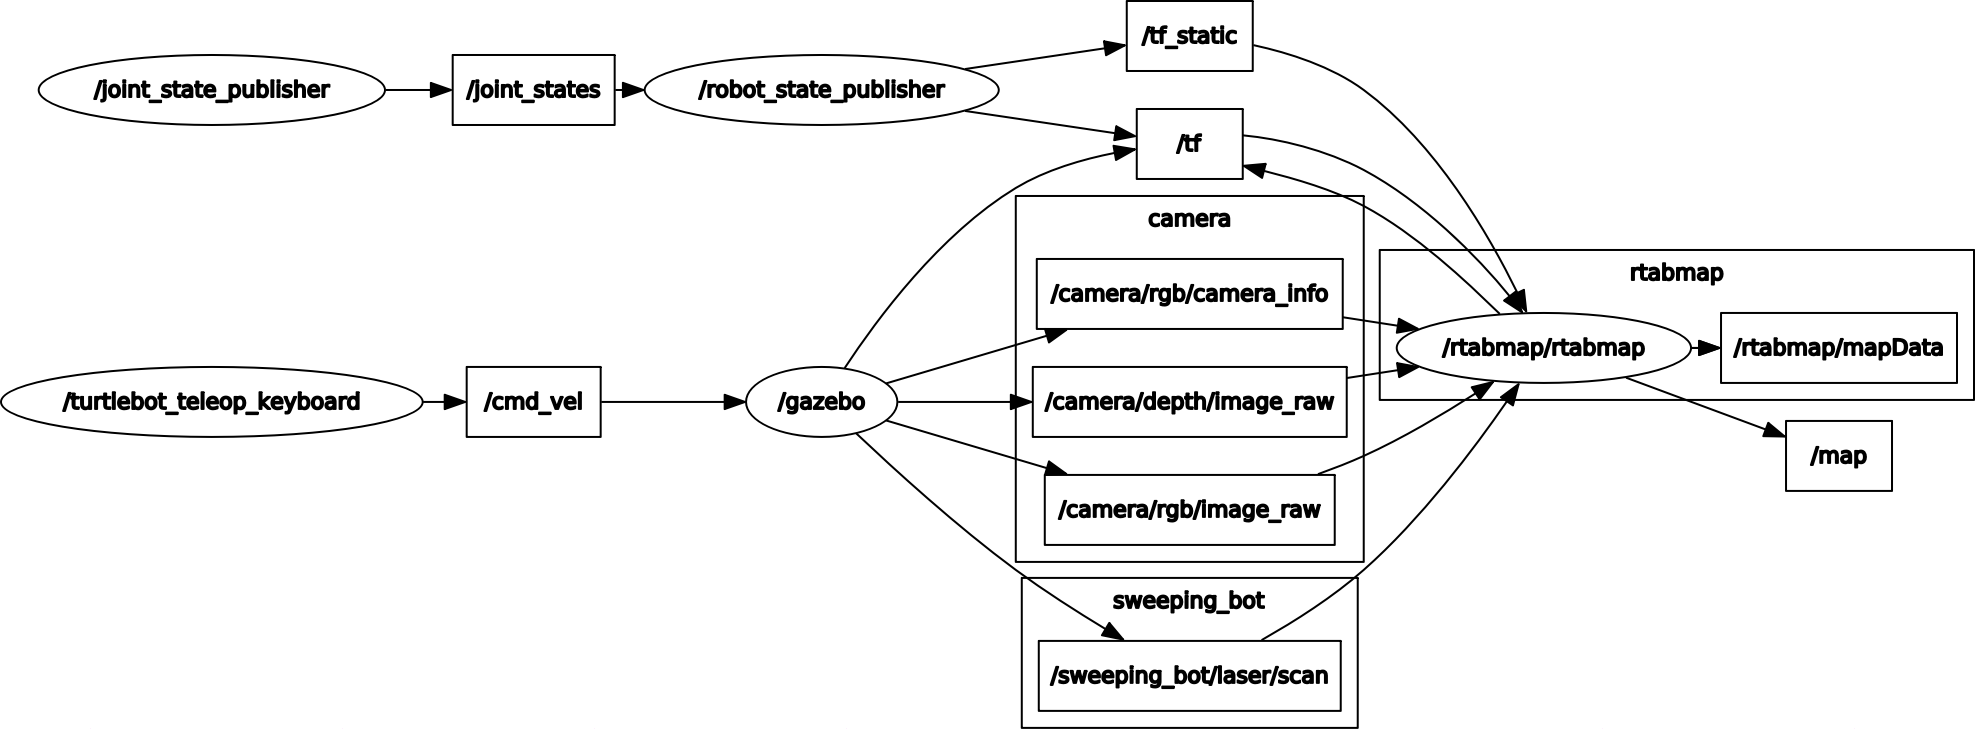 /tf_static
/joint_state_publisher
/joint_states
/robot_state_publisher
/tf
camera
/camera/rgb/camera_info
rtabmap
/rtabmap/rtabmap
/rtabmap/mapData
/turtlebot_teleop_keyboard
/cmd_vel
/gazebo
/camera/depth/image_raw
/map
/camera/rgb/image_raw
sweeping_bot
/sweeping_bot/laser/scan